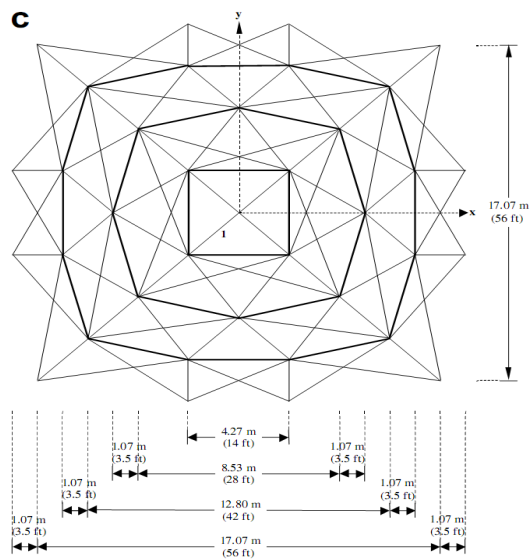 C
y
x
1
17.07 m
(56 ft)
4.27 m
(14 ft)
1.07 m
(3.5 ft)
1.07 m
(3.5 ft)
8.53 m
(28 ft)
1.07 m
(3.5 ft)
1.07 m
(3.5 ft)
12.80 m
(42 ft)
1.07 m
(3.5 ft)
1.07 m
(3.5 ft)
17.07 m
(56 ft)